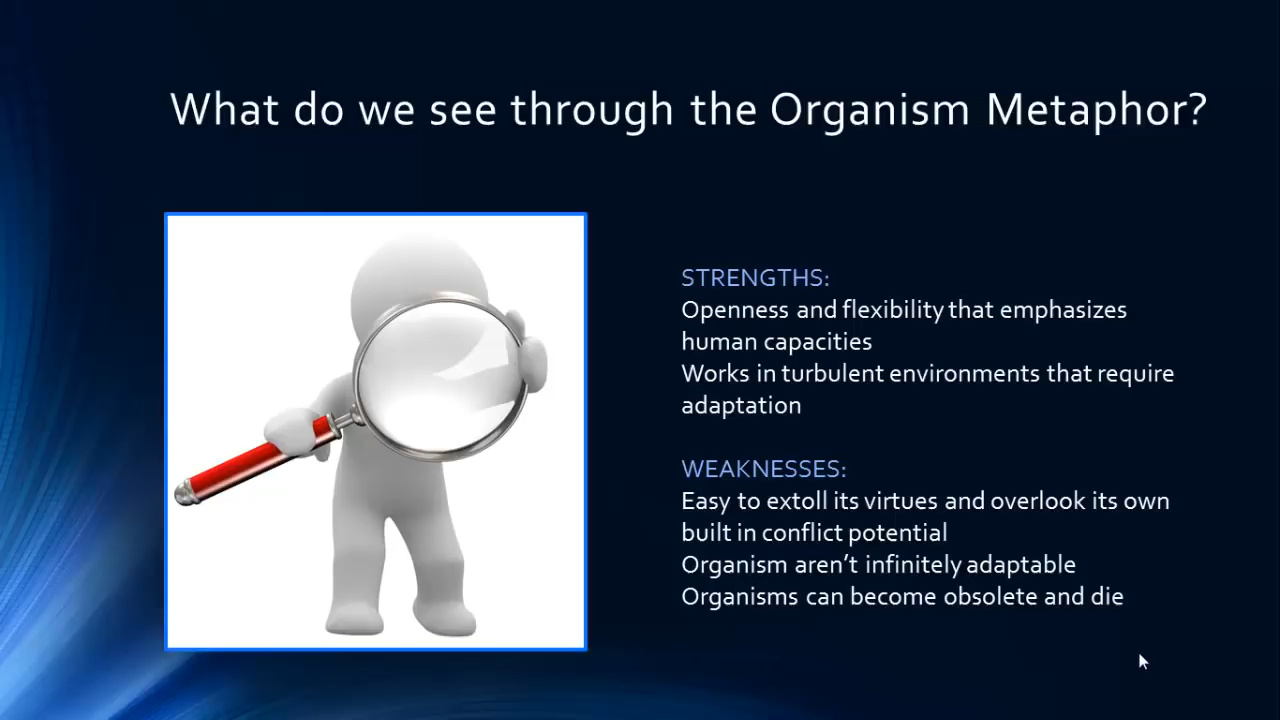 What do we see through the Organism Metaphor?
STRENGTHS:
Openness and flexibility that emphasizes
human capacities
Works in turbulent environments that require
adaptation
WEAKNESSES:
Easy to extoll its virtues and overlook its own
built in conflict potential
Organism aren’t infinitely adaptable
Organisms can become obsolete and die